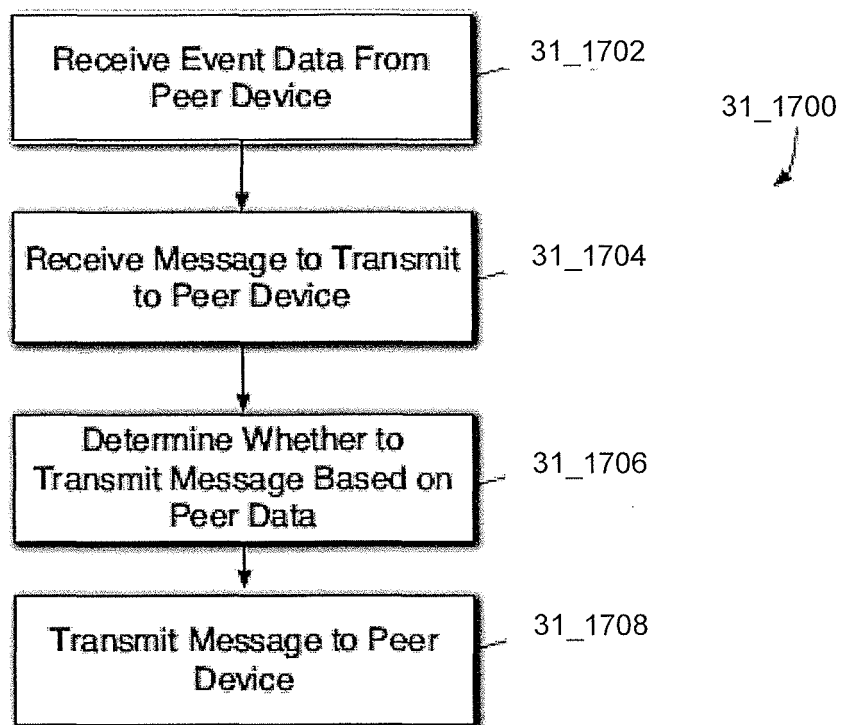 Receive Event Data From
Peer Device
31_1702
31_1700
Receive Message to Transmit
to Peer Device
31_1704
Determine Whether to
Transmit Message Based on
Peer Data
31_1706
Transmit Message to Peer
Device
31_1708